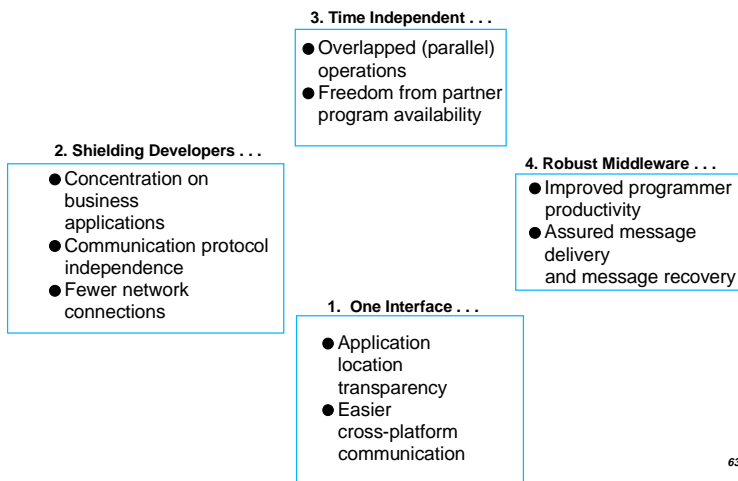 3. Time Independent . . .
● Overlapped (parallel)
operations
● Freedom from partner
program availability
2. Shielding Developers . . .
● Concentration on
business
applications
● Communication protocol
independence
● Fewer network
connections
4. Robust Middleware . . .
● Improved programmer
productivity
● Assured message
delivery
and message recovery
1. One Interface . . .
● Application
location
transparency
● Easier
cross-platform
communication
63